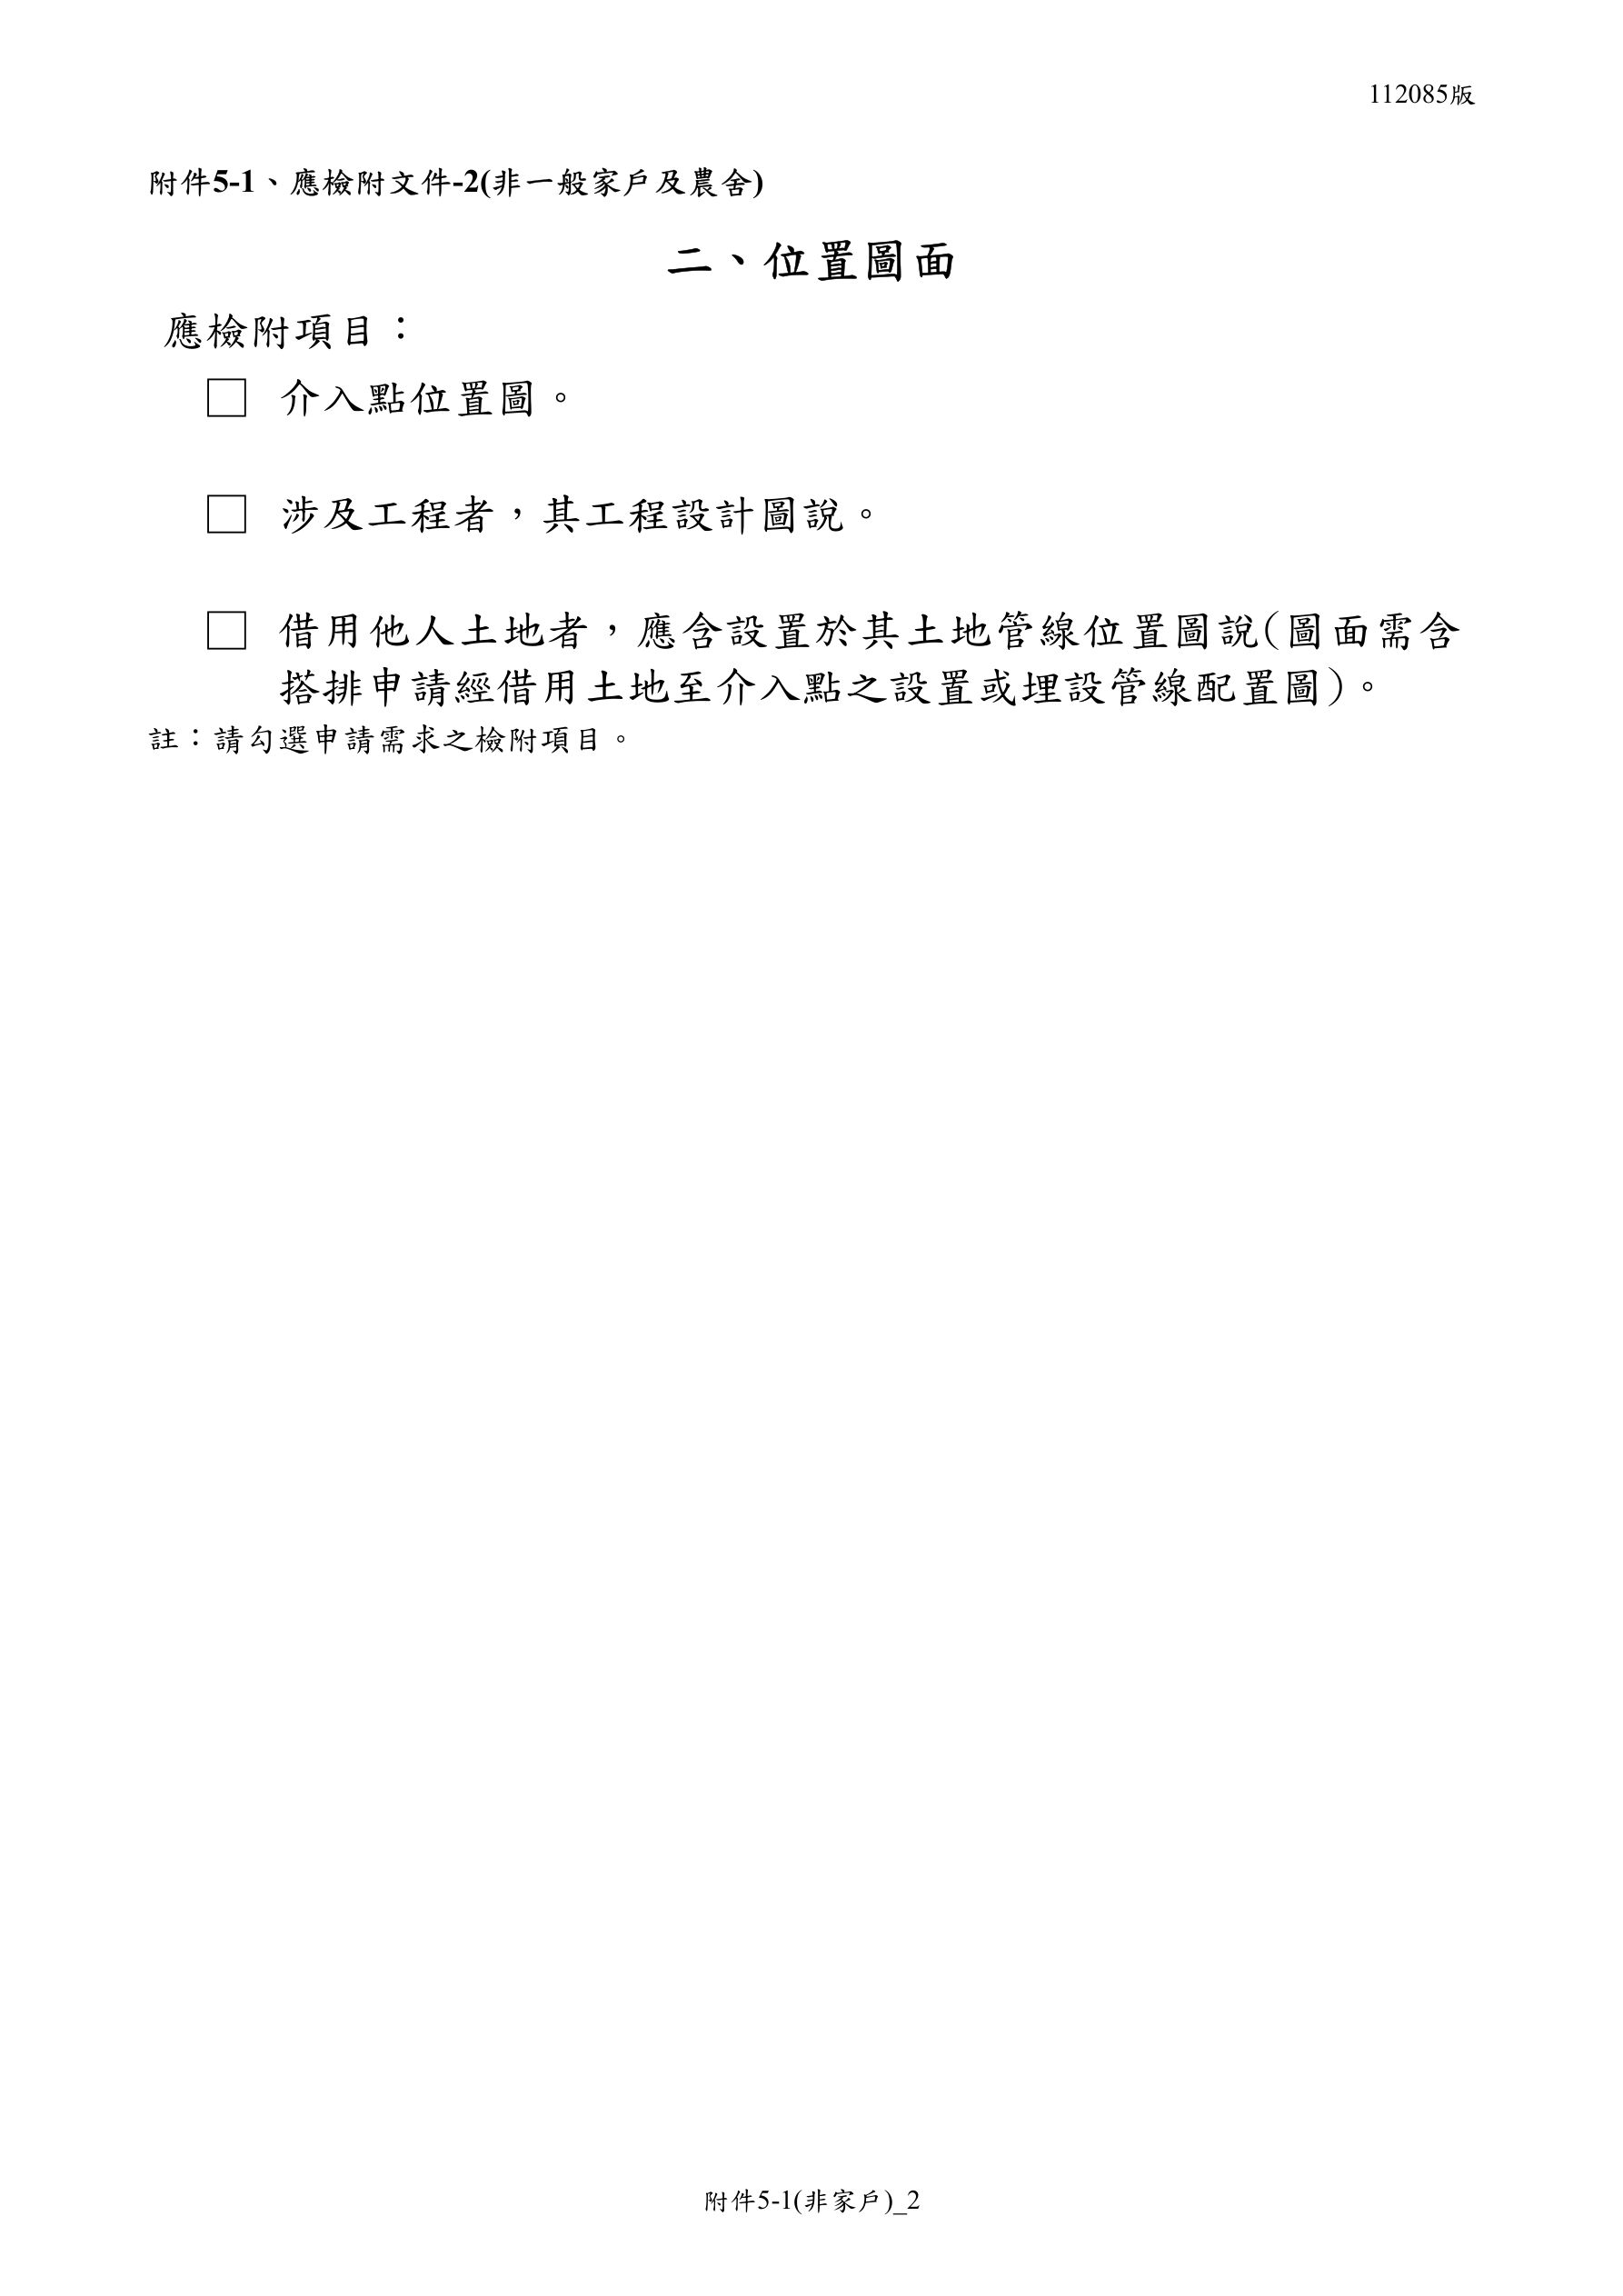 112085版
附件5-1、應檢附文件-2(非一般家戶及農舍)
二、位置圖面
應檢附項目：
□ 介入點位置圖。
□ 涉及工程者，其工程設計圖說。
□ 借用他人土地者，應含設置於其土地管線位置圖說(圖面需含
搭排申請經借用土地至介入點之設置或埋設管線配置圖)。
註：請勾選申請需求之檢附項目。
附件5-1(非家戶)_2